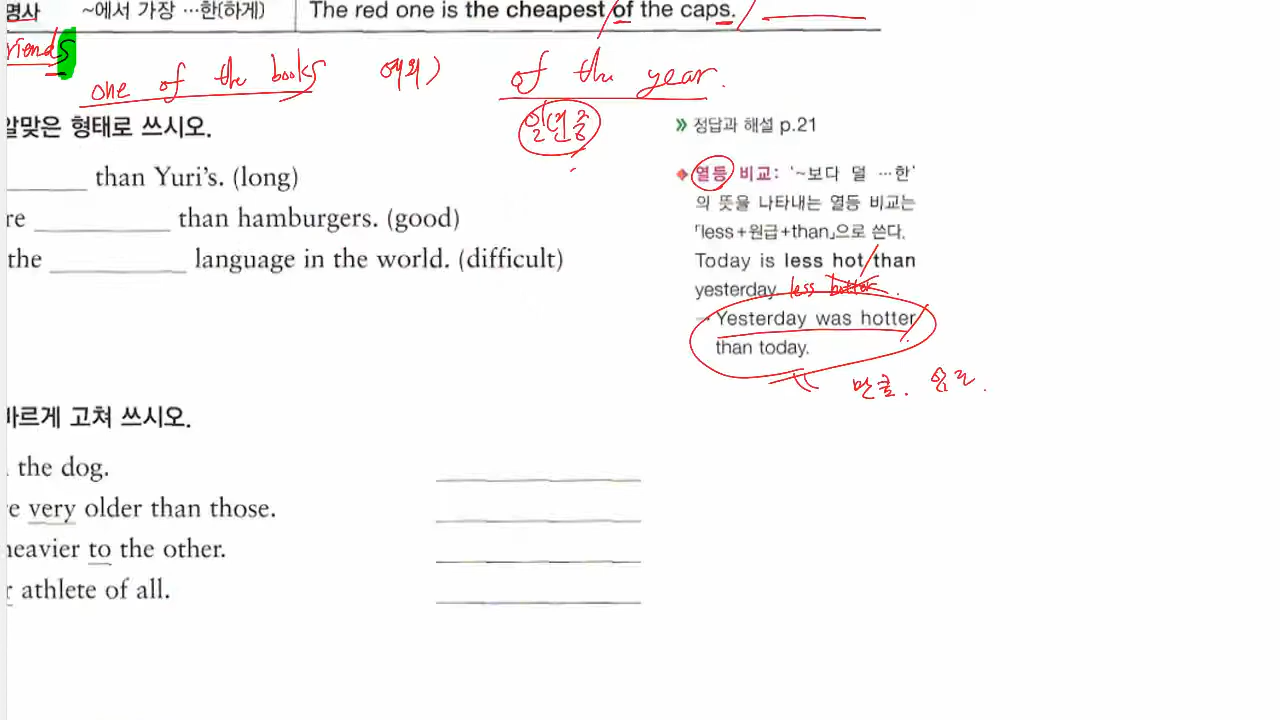 명사 ~에서 가장 …한(하게) The red one is the cheapest of the caps.
riends
one of the books 예외) of the year.
일년중
알맞은 형태로 쓰시오.
» 정답과 해설 p.21
than Yuri's. (long)
열등 비교: '~보다 덜 …한'
의 뜻을 나타내는 열등 비교는
re than hamburgers. (good)
「less+원급+than」으로 쓴다.
the language in the world. (difficult)
Today is less hot than
yesterday. less hotter.
Yesterday was hotter
than today.
바르게 고쳐 쓰시오.
the dog.
re very older than those.
heavier to the other.
r athlete of all.